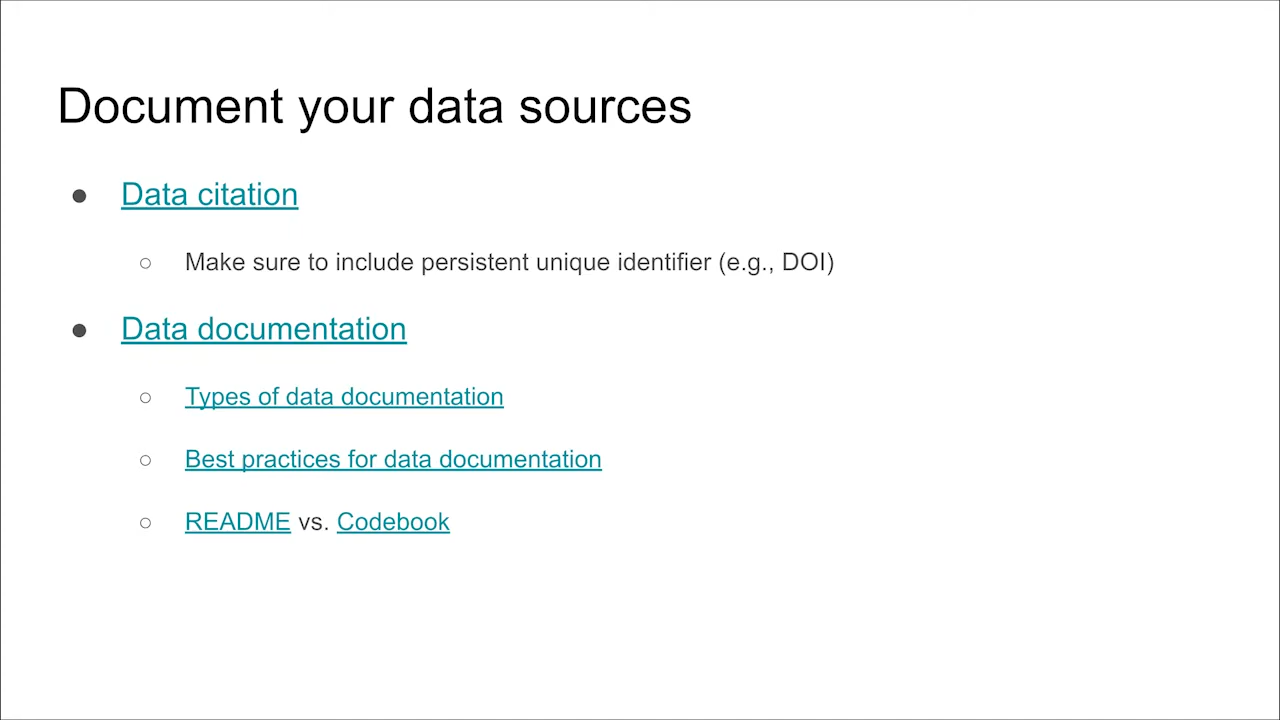 Document your data sources
● Data citation
○ Make sure to include persistent unique identifier (e.g., DOI)
● Data documentation
○ Types of data documentation
○ Best practices for data documentation
○ README vs. Codebook